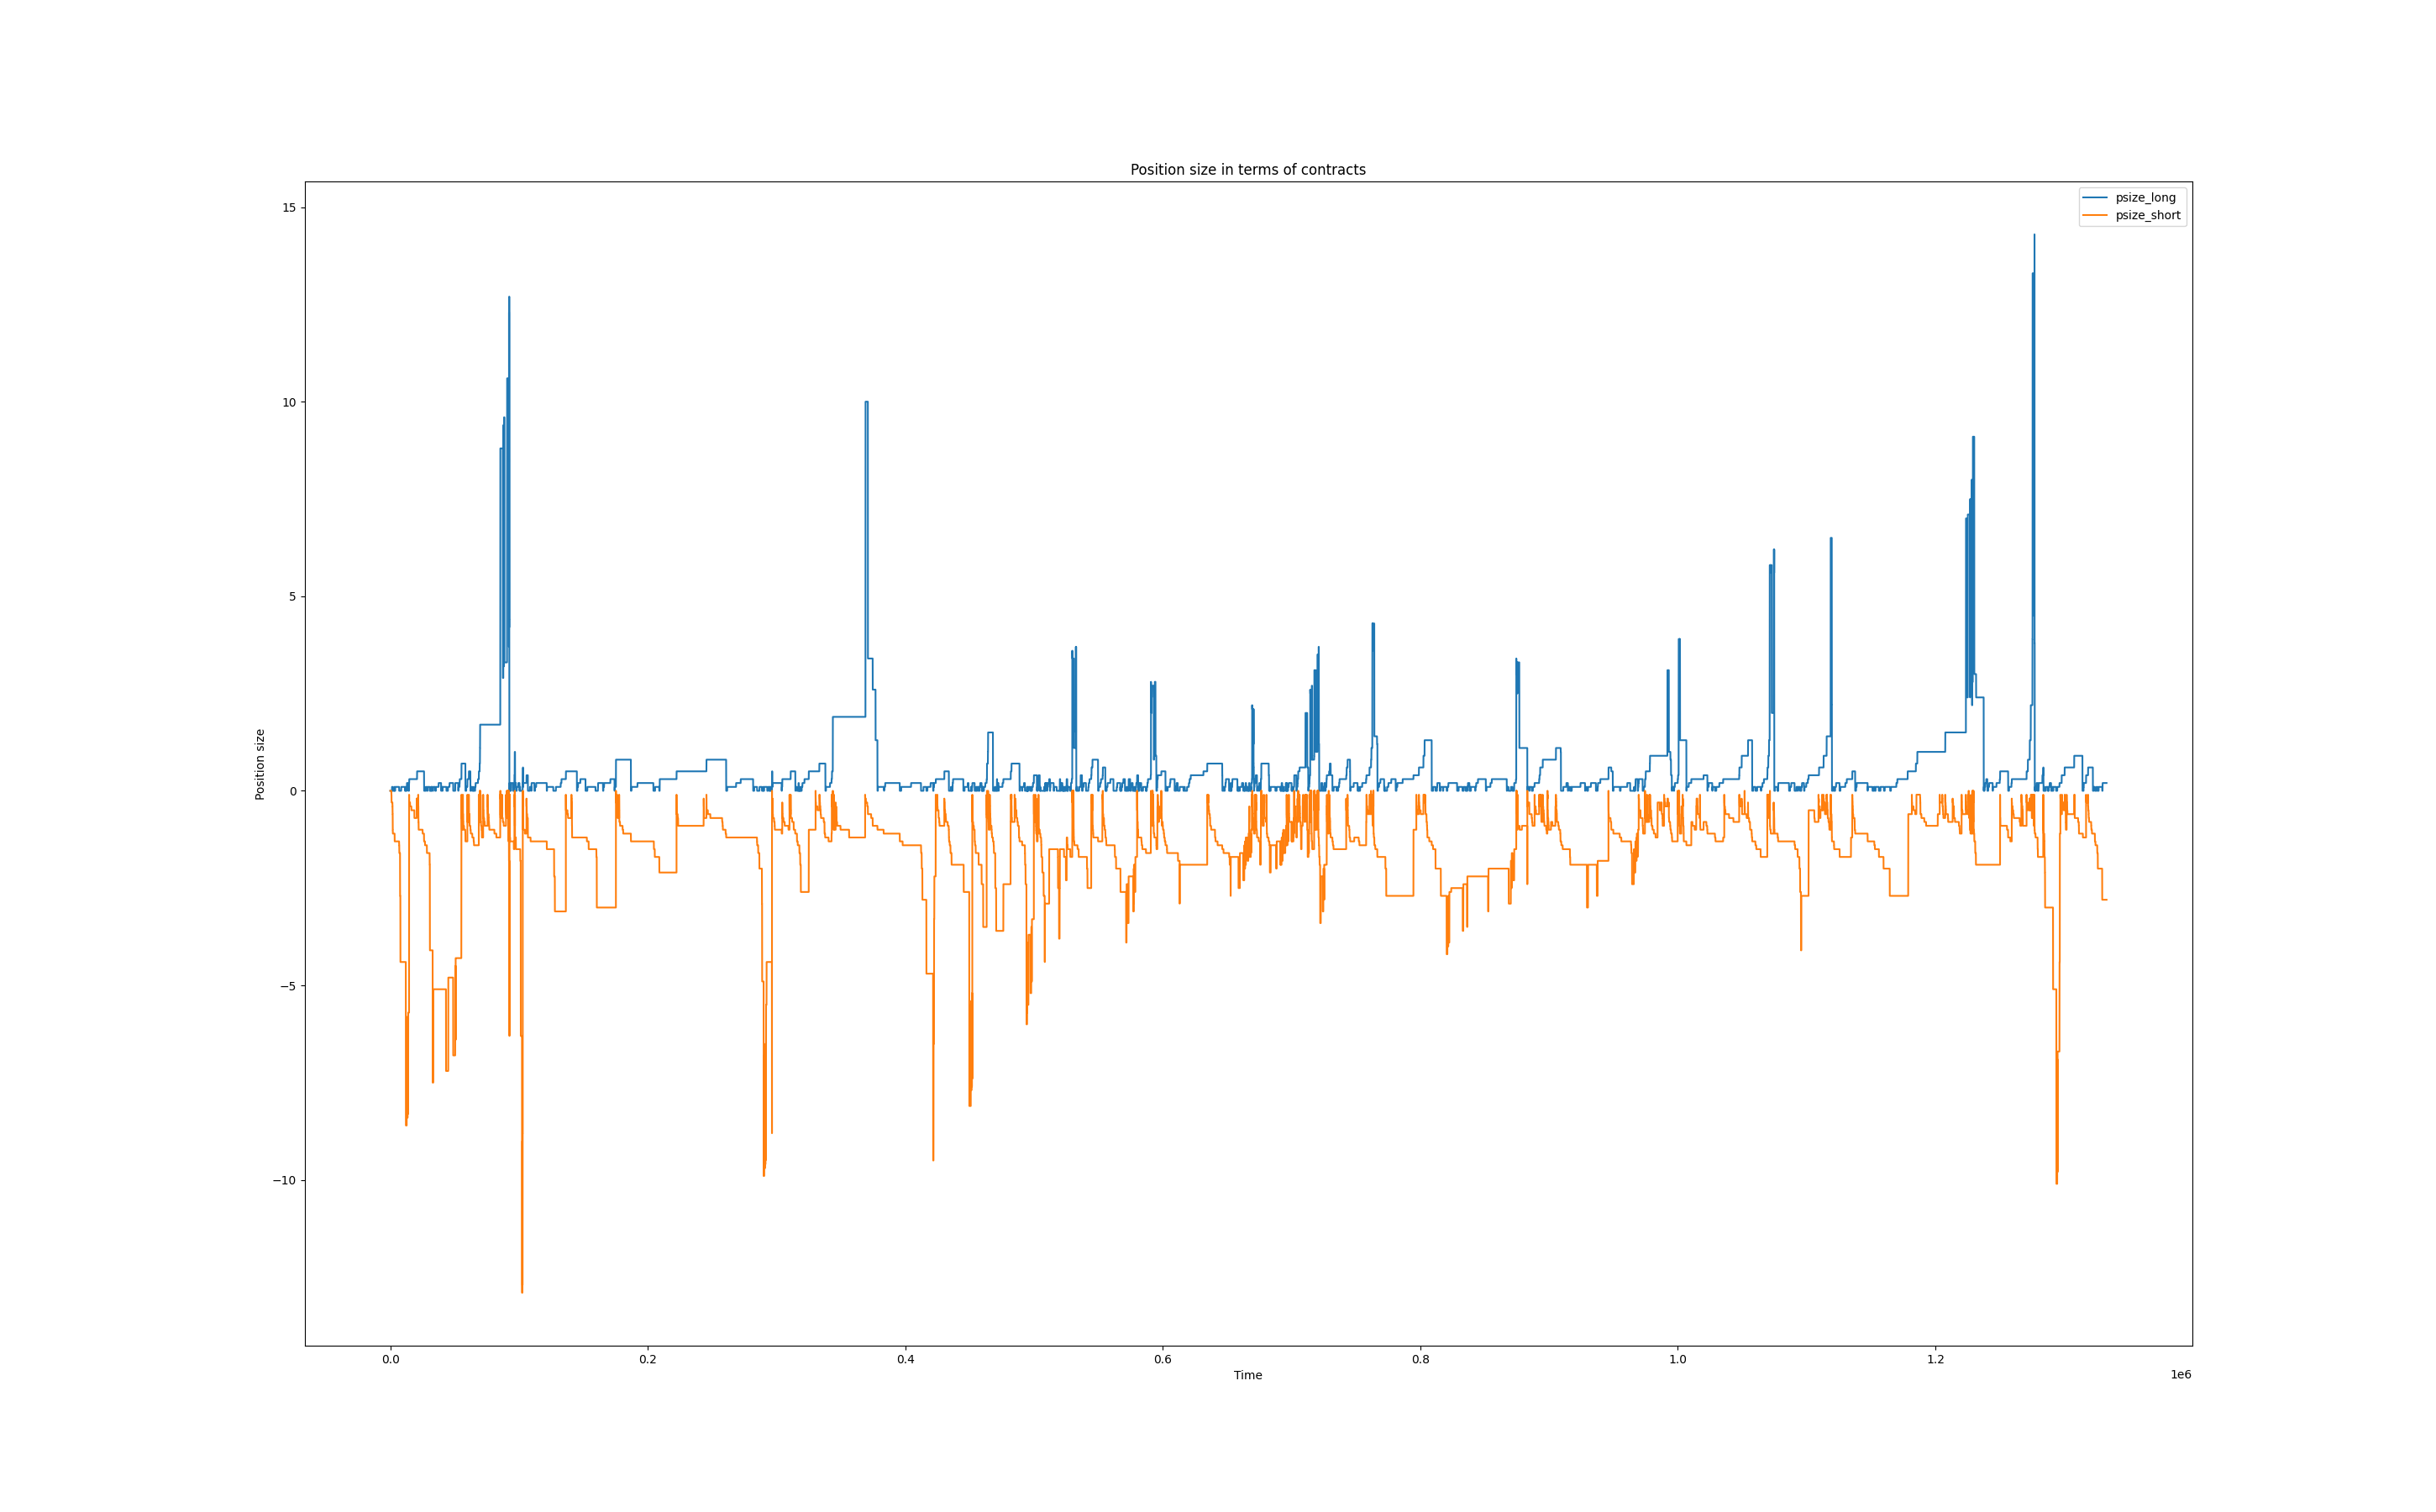 Position size in terms of contracts
psize_long
psize_short
15
10
5
0
−5
−10
Position size
0.0 0.2 0.4 0.6 0.8 1.0 1.2
Time
1e6